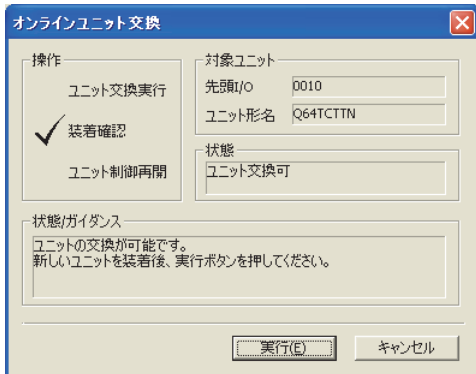 オンラインユニット交換
操作
ユニット交換実行
装着確認
ユニット制御再開
対象ユニット
先頭I/O 0010
ユニット形名 Q64TCTTN
状態
ユニット交換可
状態/ガイダンス
ユニットの交換が可能です。
新しいユニットを装着後、実行ボタンを押してください。
実行(E) キャンセル